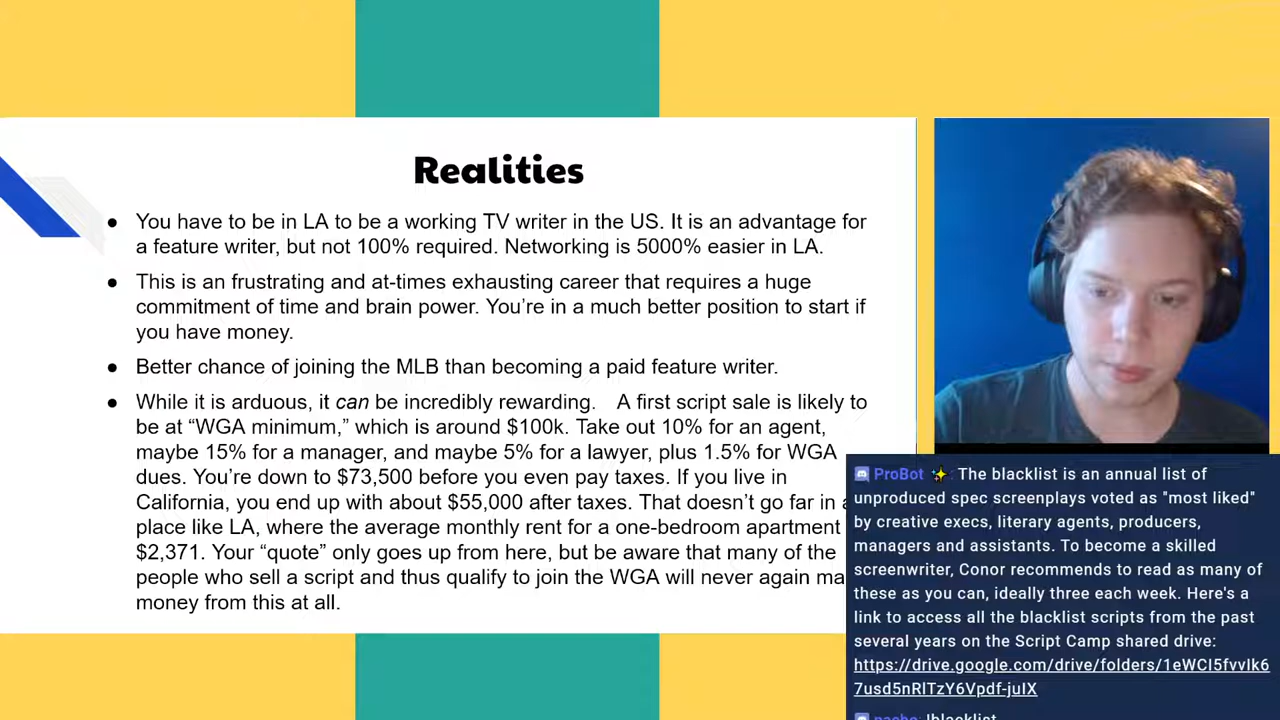 Realities
● You have to be in LA to be a working TV writer in the US. It is an advantage for
a feature writer, but not 100% required. Networking is 5000% easier in LA.
● This is an frustrating and at-times exhausting career that requires a huge
commitment of time and brain power. You’re in a much better position to start if
you have money.
● Better chance of joining the MLB than becoming a paid feature writer.
● While it is arduous, it can be incredibly rewarding. A first script sale is likely to
be at “WGA minimum,” which is around $100k. Take out 10% for an agent,
maybe 15% for a manager, and maybe 5% for a lawyer, plus 1.5% for WGA
dues. You’re down to $73,500 before you even pay taxes. If you live in
California, you end up with about $55,000 after taxes. That doesn’t go far in a
place like LA, where the average monthly rent for a one-bedroom apartment
$2,371. Your “quote” only goes up from here, but be aware that many of the
people who sell a script and thus qualify to join the WGA will never again ma
money from this at all.
ProBot ✨: The blacklist is an annual list of
unproduced spec screenplays voted as "most liked"
by creative execs, literary agents, producers,
managers and assistants. To become a skilled
screenwriter, Conor recommends to read as many of
these as you can, ideally three each week. Here's a
link to access all the blacklist scripts from the past
several years on the Script Camp shared drive:
https://drive.google.com/drive/folders/1eWCI5fvvIk6
7usd5nRlTzY6Vpdf-juIX
nacho: !blacklist